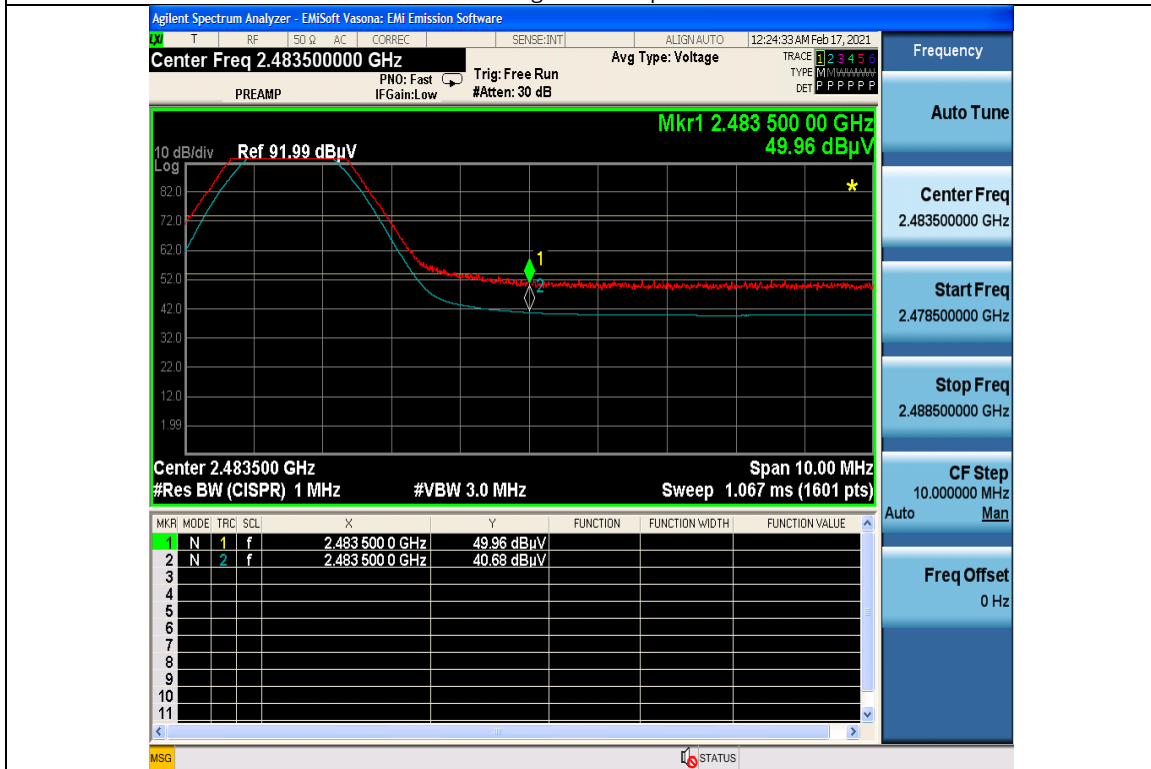 Agilent Spectrum Analyzer - EMiSoft Vasona: EMi Emission Software
LXI T RF 50 Ω AC CORREC SENSE:INT ALIGN AUTO 12:24:33 AM Feb 17, 2021
Center Freq 2.483500000 GHz
PREAMP
PNO: Fast
IFGain:Low
Trig: Free Run
#Atten: 30 dB
Avg Type: Voltage
TRACE 1 2 3 4 5 6
TYPE M M W W W W
DET P P P P P P
Mkr1 2.483 500 00 GHz
49.96 dBµV
10 dB/div
Log
Ref 91.99 dBµV
82.0
72.0
62.0
52.0
42.0
32.0
22.0
12.0
1.99
*
1
2
Center 2.483500 GHz Span 10.00 MHz
#Res BW (CISPR) 1 MHz #VBW 3.0 MHz Sweep 1.067 ms (1601 pts)
MKR MODE TRC SCL X Y FUNCTION FUNCTION WIDTH FUNCTION VALUE
1 N 1 f 2.483 500 0 GHz 49.96 dBµV
2 N 2 f 2.483 500 0 GHz 40.68 dBµV
3
4
5
6
7
8
9
10
11
MSG STATUS
Frequency
Auto Tune
Center Freq
2.483500000 GHz
Start Freq
2.478500000 GHz
Stop Freq
2.488500000 GHz
CF Step
10.000000 MHz
Auto Man
Freq Offset
0 Hz